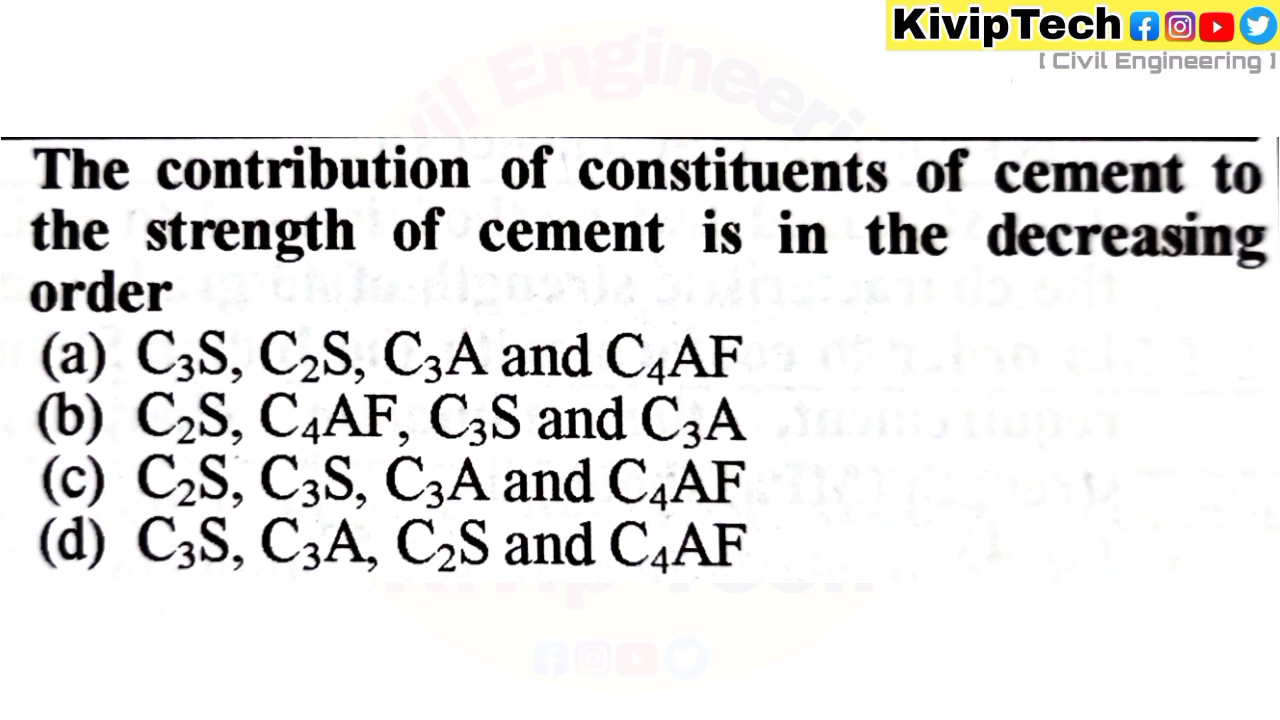 KivipTech
[ Civil Engineering ]
The contribution of constituents of cement to
the strength of cement is in the decreasing
order
(a) C₃S, C₂S, C₃A and C₄AF
(b) C₂S, C₄AF, C₃S and C₃A
(c) C₂S, C₃S, C₃A and C₄AF
(d) C₃S, C₃A, C₂S and C₄AF